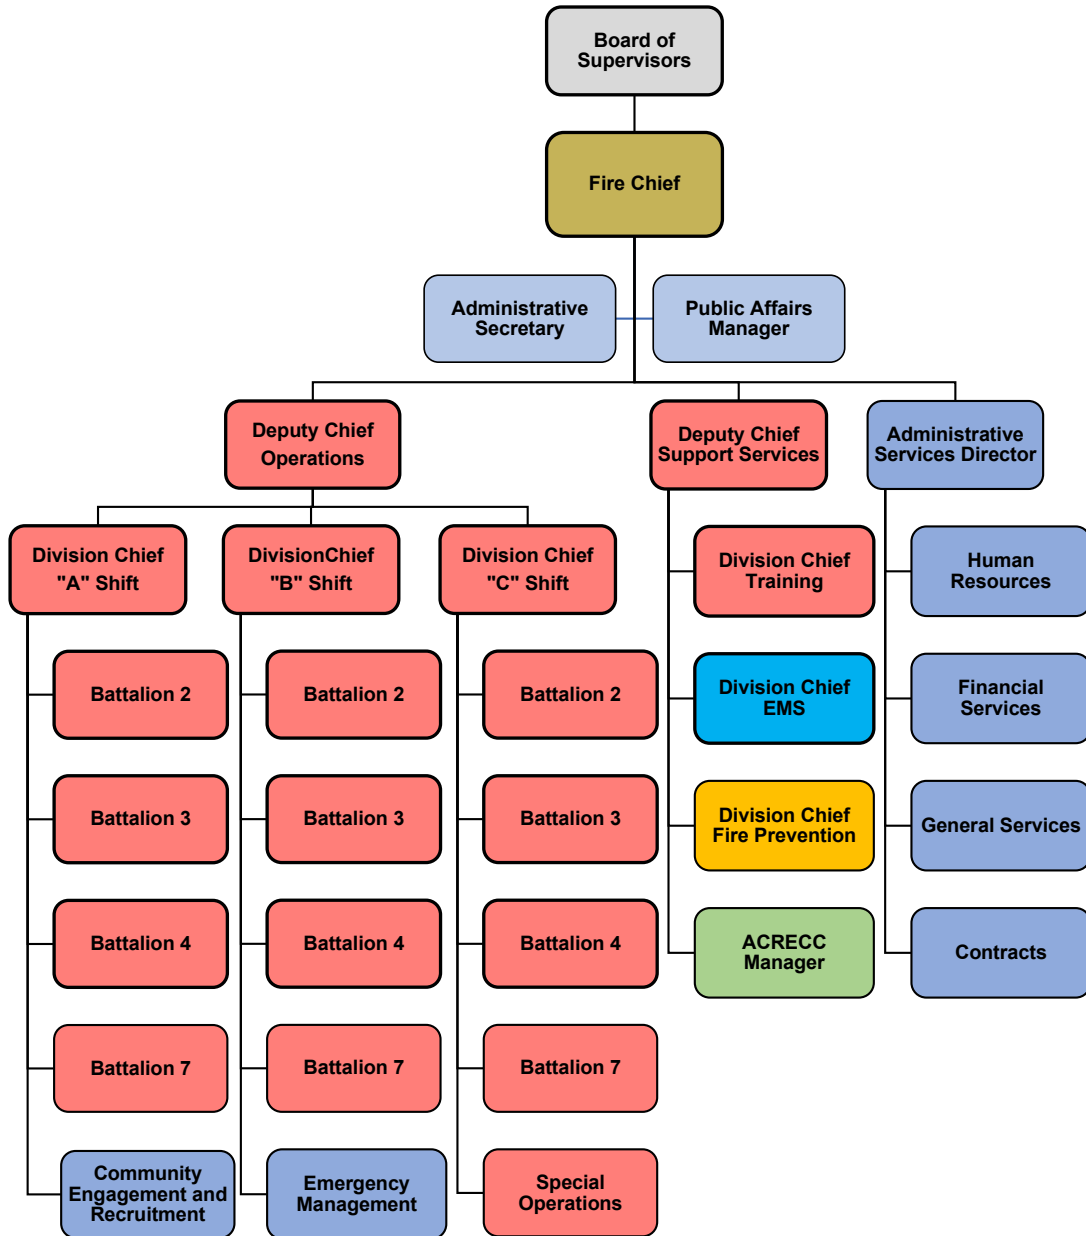 Board of
Supervisors
Fire Chief
Administrative
Secretary
Public Affairs
Manager
Deputy Chief
Operations
Deputy Chief
Support Services
Administrative
Services Director
Division Chief
"A" Shift
DivisionChief
"B" Shift
Division Chief
"C" Shift
Division Chief
Training
Human
Resources
Battalion 2
Battalion 2
Battalion 2
Division Chief
EMS
Financial
Services
Battalion 3
Battalion 3
Battalion 3
Division Chief
Fire Prevention
General Services
Battalion 4
Battalion 4
Battalion 4
ACRECC
Manager
Contracts
Battalion 7
Battalion 7
Battalion 7
Community
Engagement and
Recruitment
Emergency
Management
Special
Operations